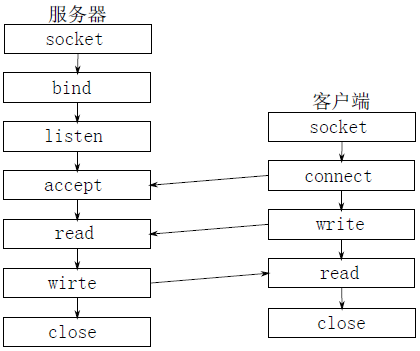 服务器
socket
bind
listen
accept
read
wirte
close
客户端
socket
connect
write
read
close